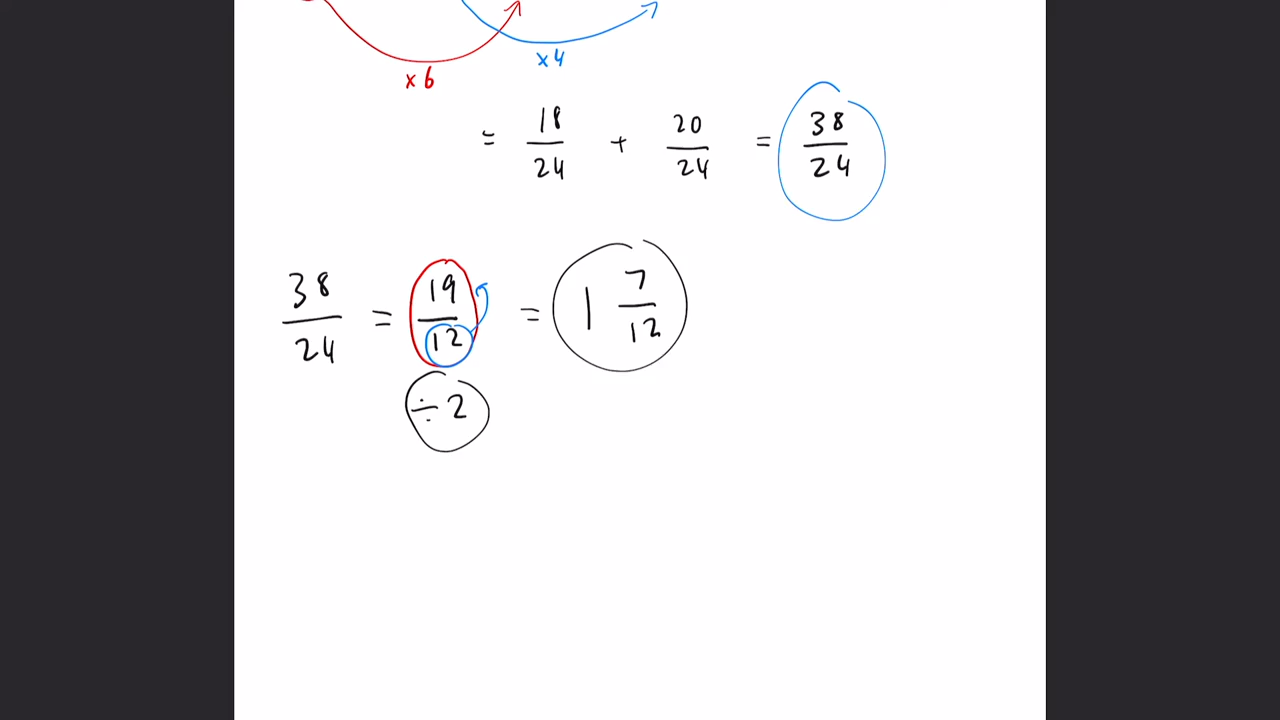 x 6 x 4
= 18/24 + 20/24 = 38/24
38/24 = 19/12 = 1 7/12
÷ 2